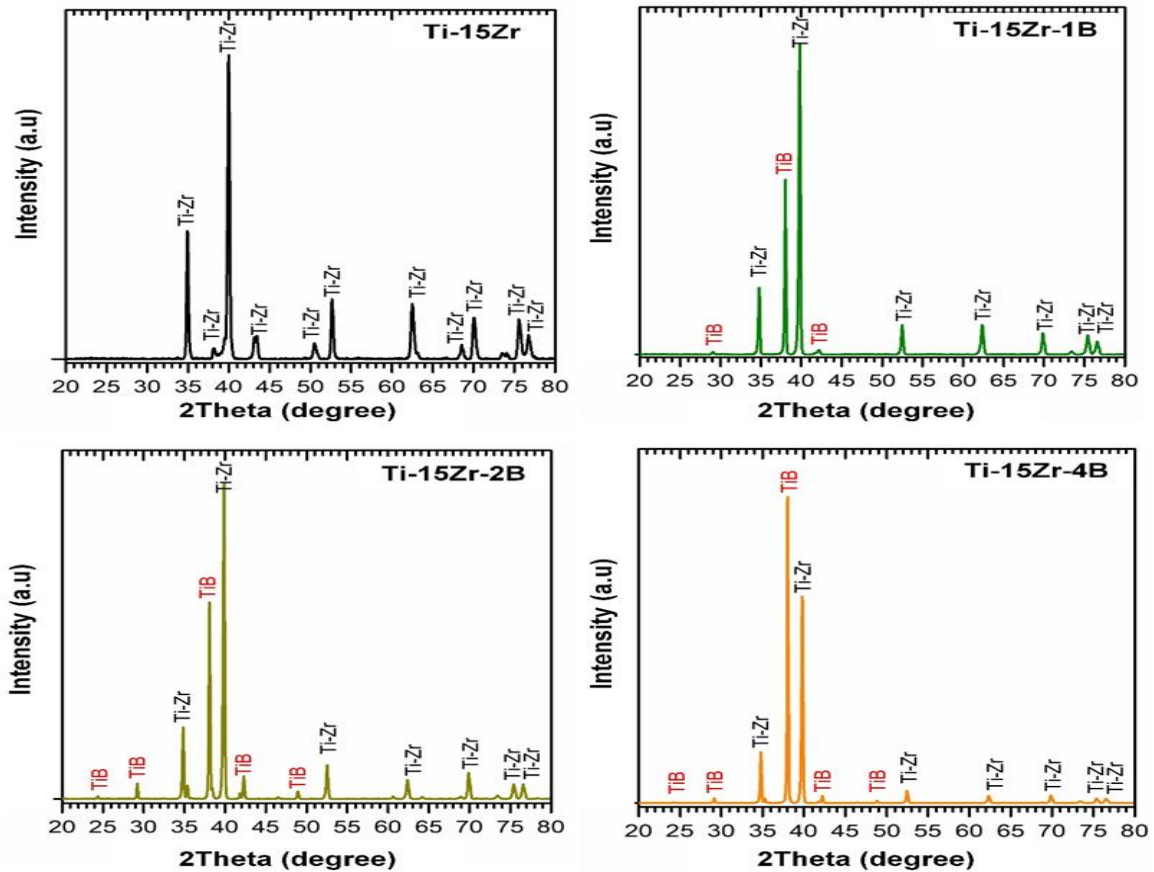 Ti-15Zr
Ti-Zr
Ti-Zr
Ti-Zr
Ti-Zr
Ti-Zr
Ti-Zr
Ti-Zr
Ti-Zr
Ti-Zr
Ti-Zr
Ti-Zr
Intensity (a.u)
20 25 30 35 40 45 50 55 60 65 70 75 80
2Theta (degree)
Ti-15Zr-1B
TiB
Ti-Zr
TiB
Ti-Zr
TiB
Ti-Zr
Ti-Zr
Ti-Zr
Ti-Zr
Ti-Zr
Intensity (a.u)
20 25 30 35 40 45 50 55 60 65 70 75 80
2Theta (degree)
Ti-15Zr-2B
TiB
TiB
Ti-Zr
TiB
Ti-Zr
TiB
TiB
Ti-Zr
Ti-Zr
Ti-Zr
Ti-Zr
Ti-Zr
Intensity (a.u)
20 25 30 35 40 45 50 55 60 65 70 75 80
2Theta (degree)
Ti-15Zr-4B
TiB
TiB
Ti-Zr
TiB
Ti-Zr
TiB
TiB
Ti-Zr
Ti-Zr
Ti-Zr
Ti-Zr
Ti-Zr
Intensity (a.u)
20 25 30 35 40 45 50 55 60 65 70 75 80
2Theta (degree)